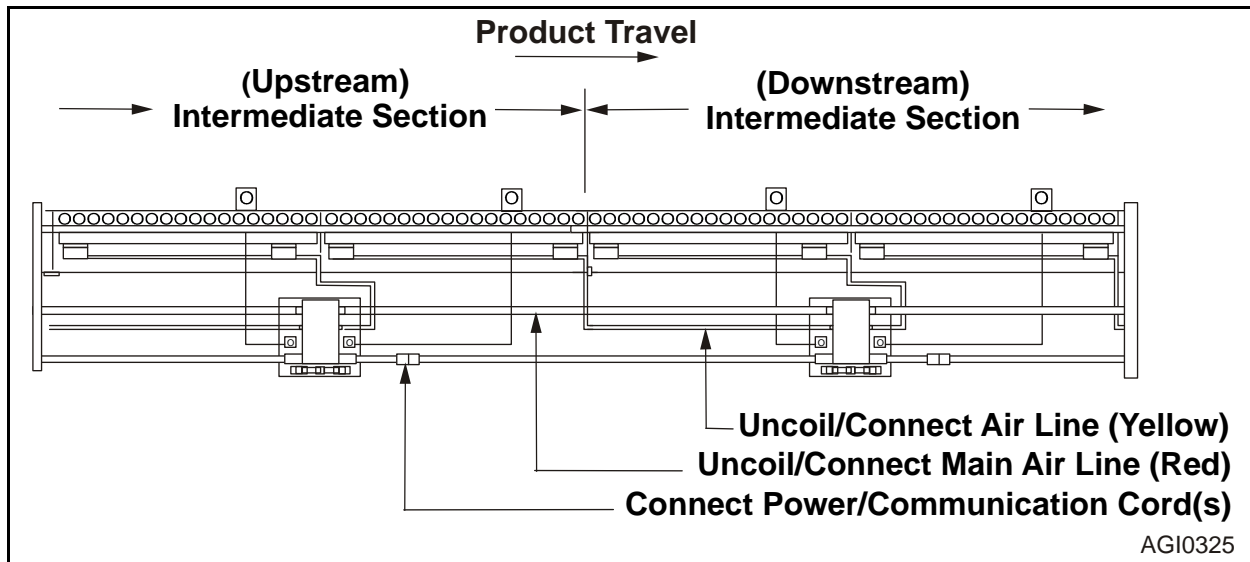 Product Travel
(Upstream)
Intermediate Section
(Downstream)
Intermediate Section
Uncoil/Connect Air Line (Yellow)
Uncoil/Connect Main Air Line (Red)
Connect Power/Communication Cord(s)
AGI0325